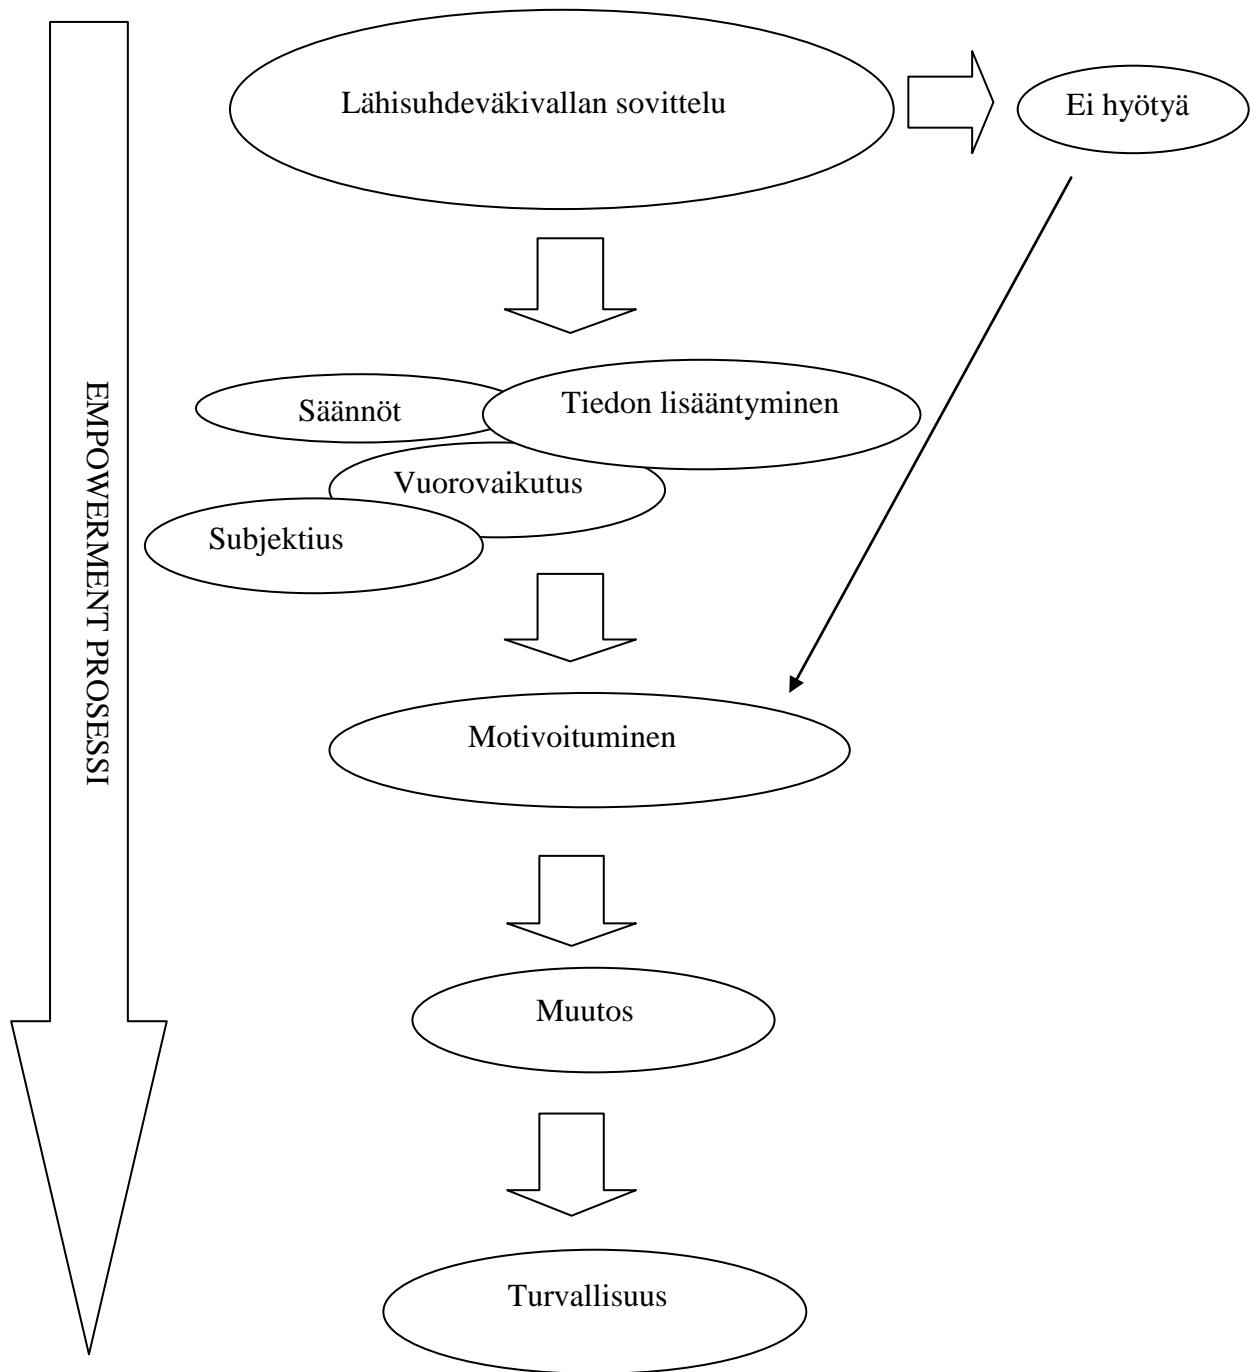 Lähisuhdeväkivallan sovittelu
Ei hyötyä
EMPOWERMENT PROSESSI
Säännöt
Tiedon lisääntyminen
Vuorovaikutus
Subjektius
Motivoituminen
Muutos
Turvallisuus